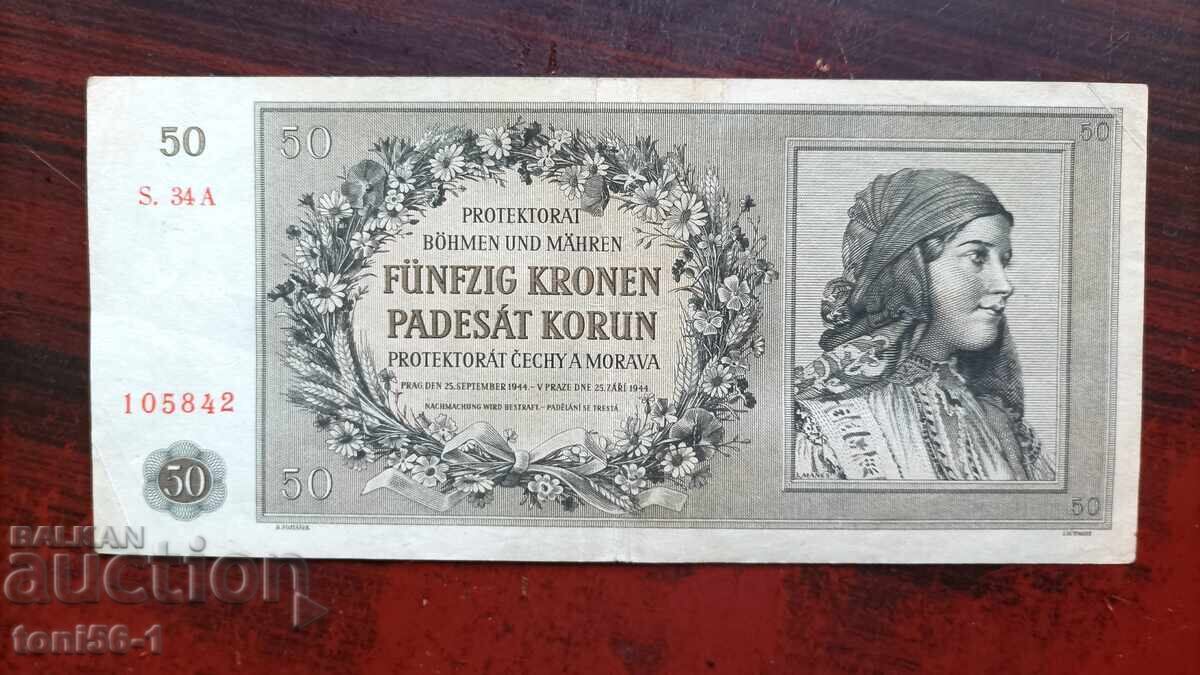 50
S. 34 A
105842
50
50
50
PROTEKTORAT
BÖHMEN UND MÄHREN
FÜNFZIG KRONEN
PADESÁT KORUN
PROTEKTORÁT ČECHY A MORAVA
PRAG DEN 25. SEPTEMBER 1944. – V PRAZE DNE 25. ZÁŘÍ 1944.
NACHMACHUNG WIRD BESTRAFT. – PADĚLÁNÍ SE TRESTÁ.
50
50
BALKAN
auction
toni56-1